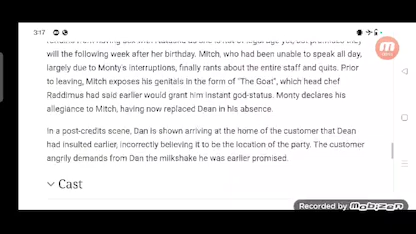 3:17
will the following week after her birthday. Mitch, who had been unable to speak all day,
largely due to Monty's interruptions, finally rants about the entire staff and quits. Prior
to leaving, Mitch exposes his genitals in the form of "The Goat", which head chef
Raddimus had said earlier would grant him instant god-status. Monty declares his
allegiance to Mitch, having now replaced Dean in his absence.
In a post-credits scene, Dan is shown arriving at the home of the customer that Dean
had insulted earlier, incorrectly believing it to be the location of the party. The customer
angrily demands from Dan the milkshake he was earlier promised.
Cast
Recorded by Mobizen